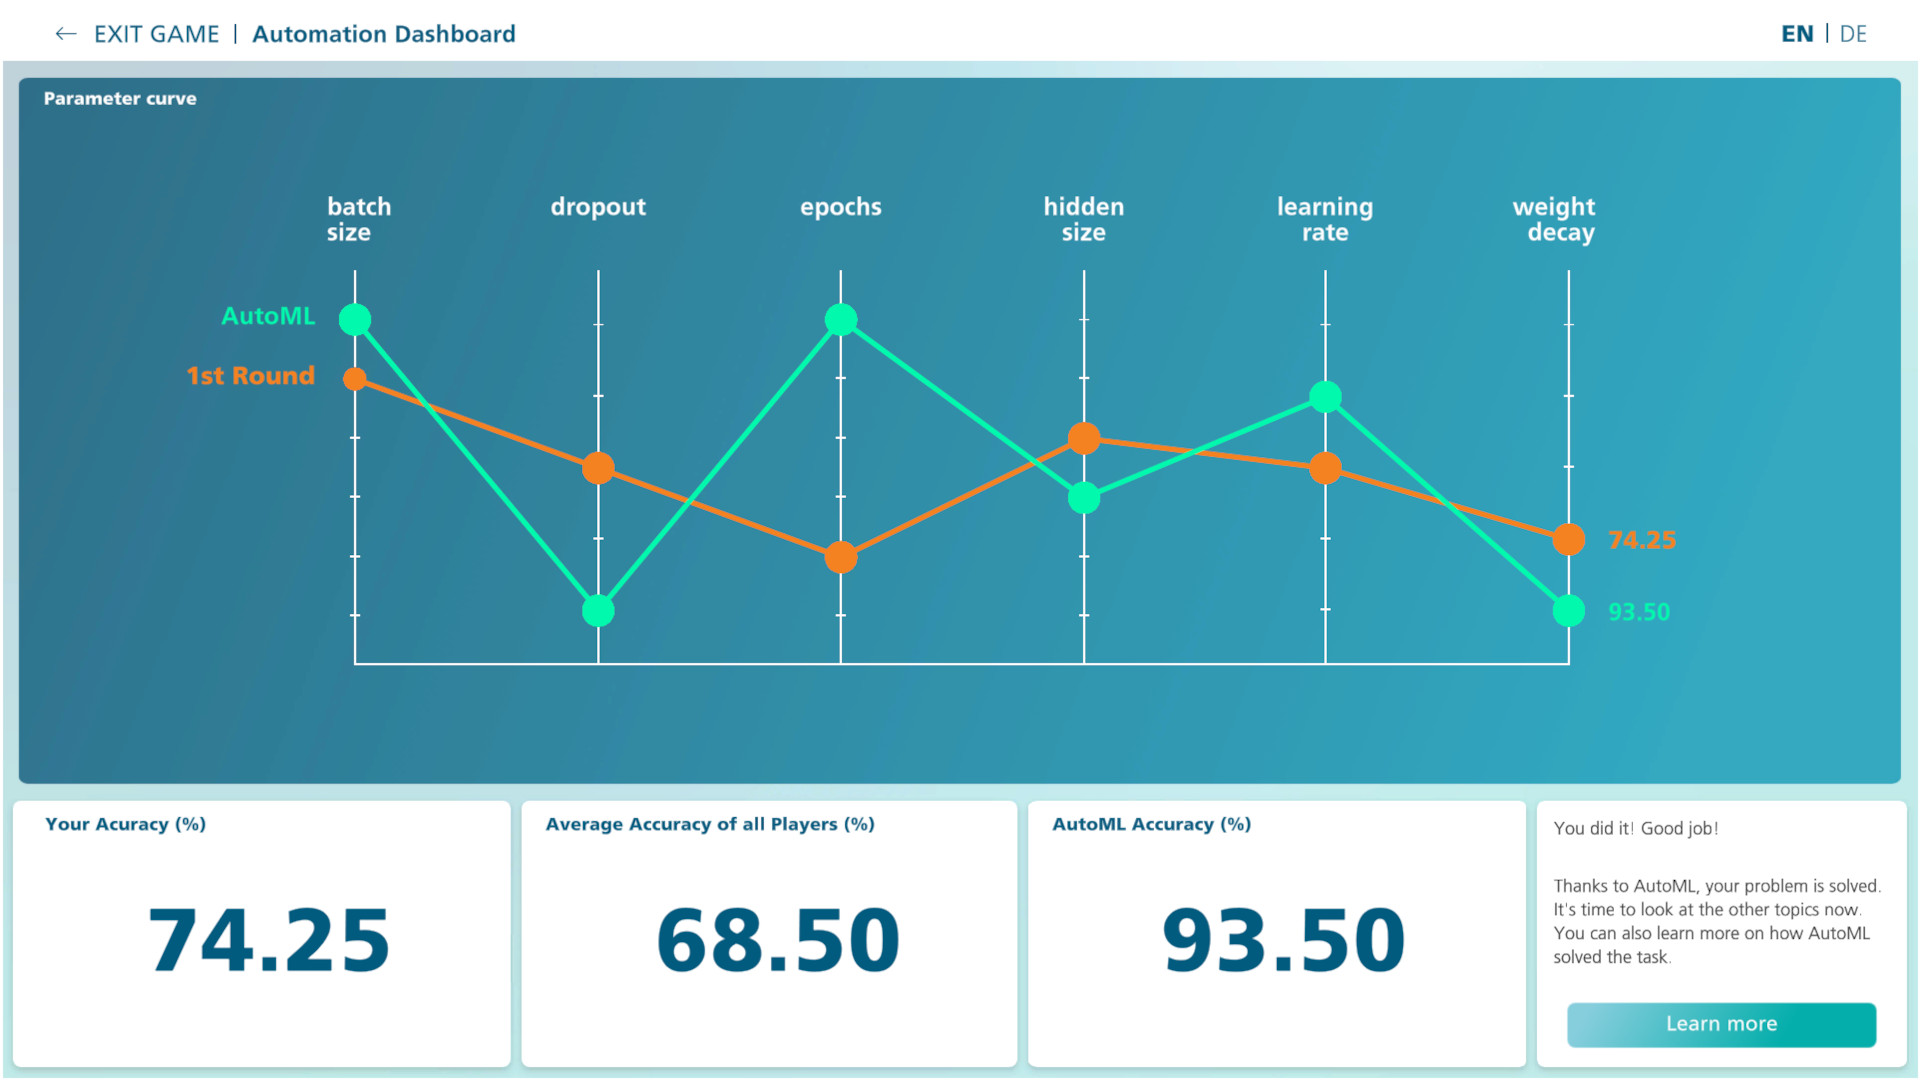 ← EXIT GAME | Automation Dashboard
EN | DE
Parameter curve
batch
size
dropout
epochs
hidden
size
learning
rate
weight
decay
AutoML
1st Round
74.25
93.50
Your Acuracy (%)
74.25
Average Accuracy of all Players (%)
68.50
AutoML Accuracy (%)
93.50
You did it! Good job!
Thanks to AutoML, your problem is solved.
It's time to look at the other topics now.
You can also learn more on how AutoML
solved the task.
Learn more